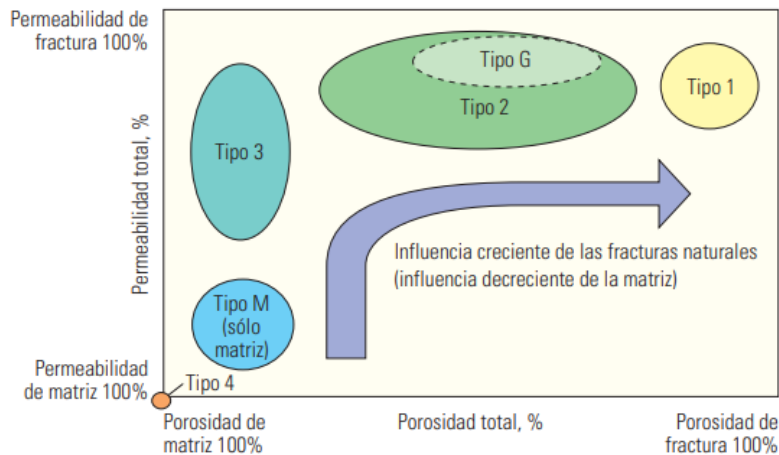 Permeabilidad de
fractura 100%
Permeabilidad total, %
Permeabilidad
de matriz 100%
Tipo G
Tipo 2
Tipo 1
Tipo 3
Influencia creciente de las fracturas naturales
(influencia decreciente de la matriz)
Tipo M
(sólo
matriz)
Tipo 4
Porosidad de
matriz 100%
Porosidad total, %
Porosidad de
fractura 100%